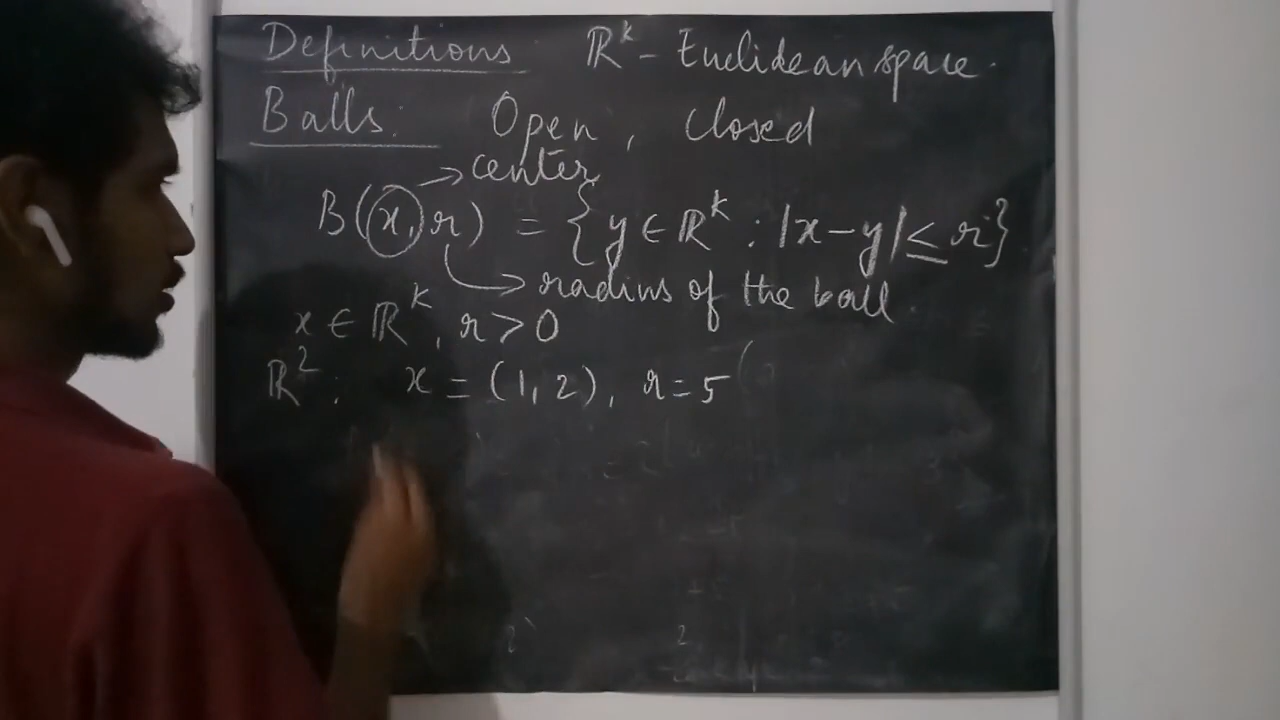 Definitions ℝᵏ - Euclidean space.
Balls: Open, Closed
→ center
B(x, r) = {y ∈ ℝᵏ : |x-y| ≤ r}
→ radius of the ball.
x ∈ ℝᵏ, r > 0
ℝ² : x = (1, 2), r = 5